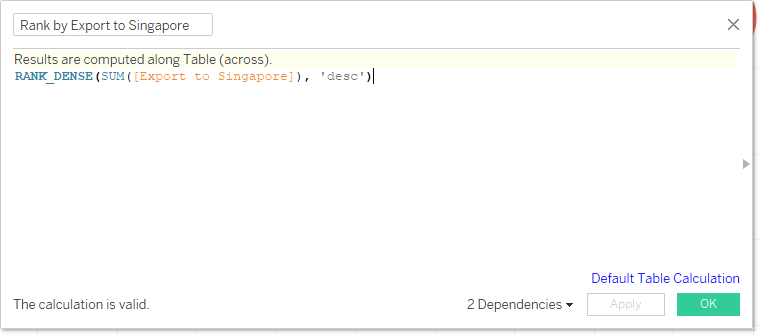 Rank by Export to Singapore
Results are computed along Table (across).
RANK_DENSE(SUM([Export to Singapore]), 'desc')
Default Table Calculation
The calculation is valid.
2 Dependencies
Apply
OK